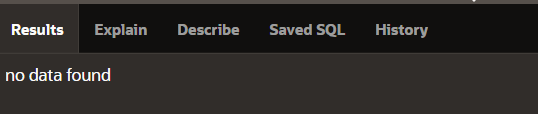 Results Explain Describe Saved SQL History
no data found